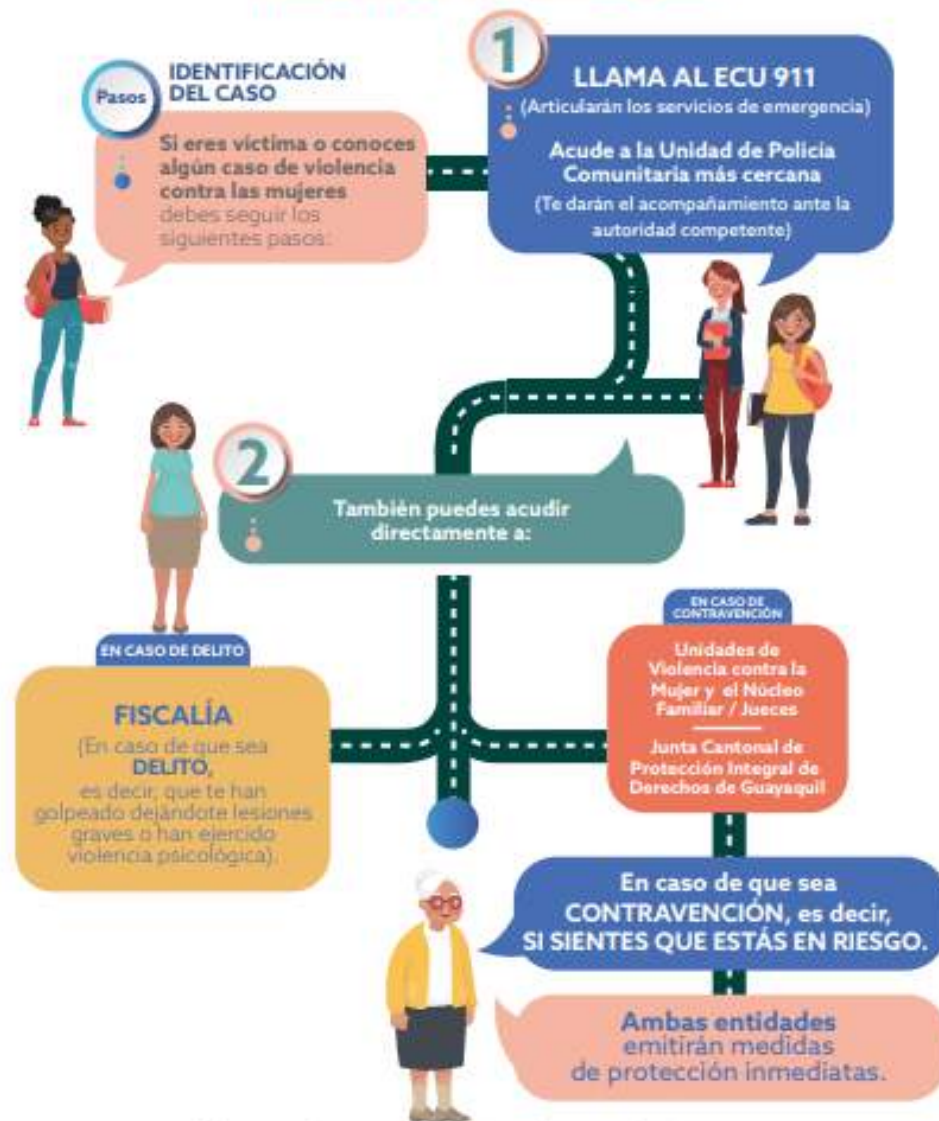 Pasos
IDENTIFICACIÓN
DEL CASO
Si eres víctima o conoces
algún caso de violencia
contra las mujeres
debes seguir los
siguientes pasos:
1
LLAMA AL ECU 911
(Articularán los servicios de emergencia)
Acude a la Unidad de Policía
Comunitaria más cercana
(Te darán el acompañamiento ante la
autoridad competente)
2
También puedes acudir
directamente a:
EN CASO DE DELITO
FISCALÍA
(En caso de que sea
DELITO,
es decir, que te han
golpeado dejándote lesiones
graves o han ejercido
violencia psicológica).
EN CASO DE
CONTRAVENCIÓN
Unidades de
Violencia contra la
Mujer y el Núcleo
Familiar / Jueces
Junta Cantonal de
Protección Integral de
Derechos de Guayaquil
En caso de que sea
CONTRAVENCIÓN, es decir,
SI SIENTES QUE ESTÁS EN RIESGO.
Ambas entidades
emitirán medidas
de protección inmediatas.